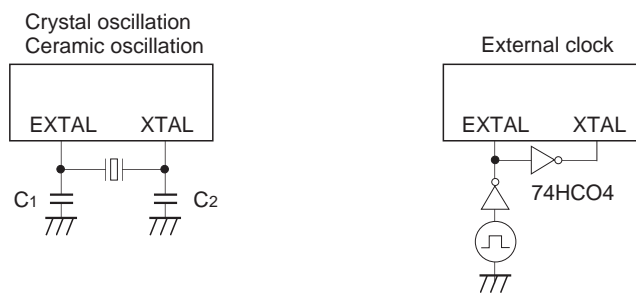 Crystal oscillation
Ceramic oscillation
EXTAL XTAL
C1
C2
External clock
EXTAL XTAL
74HCO4